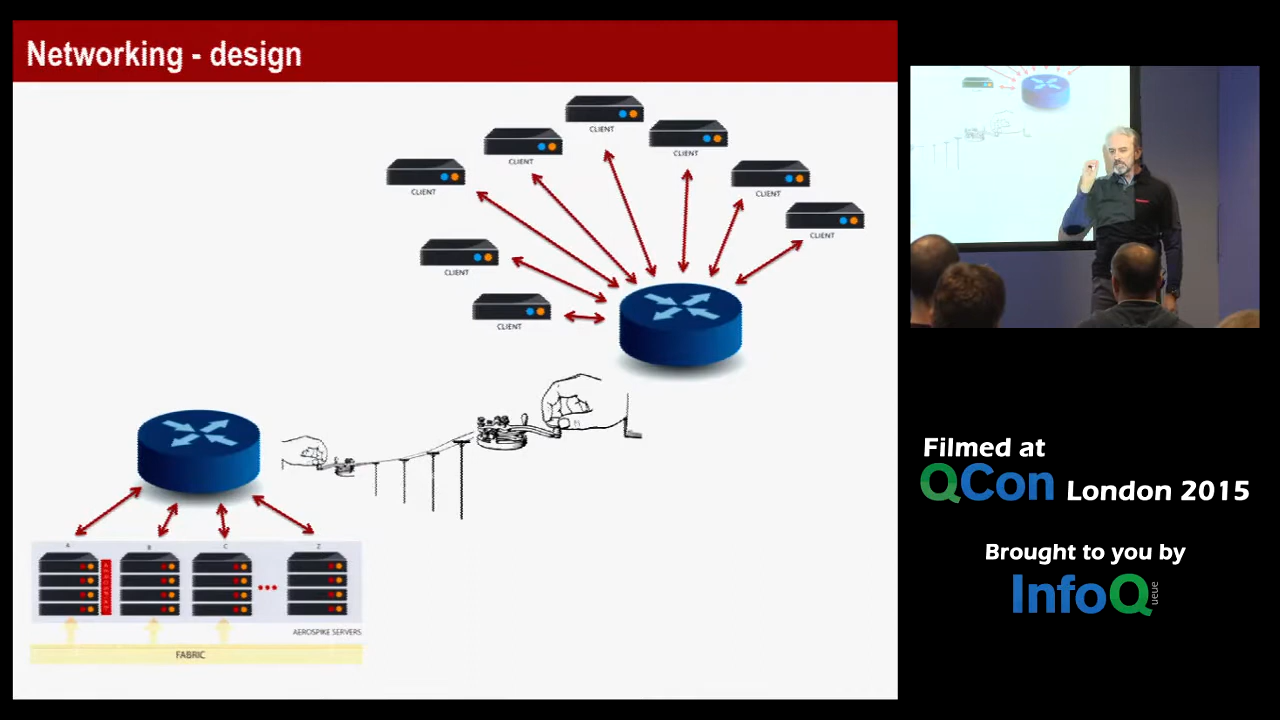 Networking - design
CLIENT
CLIENT
CLIENT
CLIENT
CLIENT
CLIENT
CLIENT
CLIENT
A
B
C
Z
AEROSPIKE SERVERS
FABRIC
Filmed at
QCon London 2015
Brought to you by
InfoQueue